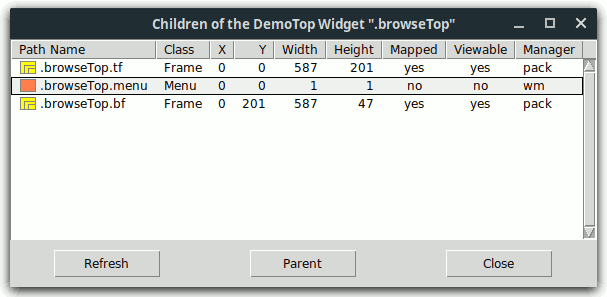 Children of the DemoTop Widget ".browseTop"
Path Name Class X Y Width Height Mapped Viewable Manager
.browseTop.tf Frame 0 0 587 201 yes yes pack
.browseTop.menu Menu 0 0 1 1 no no wm
.browseTop.bf Frame 0 201 587 47 yes yes pack
Refresh Parent Close